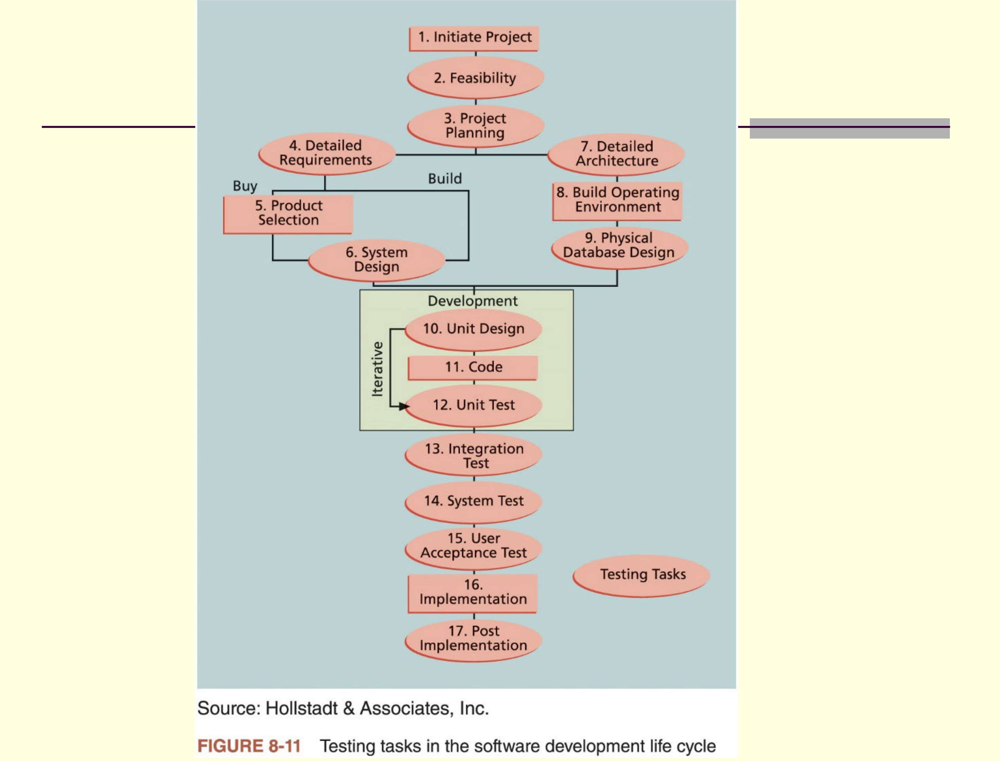 1. Initiate Project
2. Feasibility
3. Project
Planning
4. Detailed
Requirements
7. Detailed
Architecture
Buy
Build
5. Product
Selection
8. Build Operating
Environment
6. System
Design
9. Physical
Database Design
Development
Iterative
10. Unit Design
11. Code
12. Unit Test
13. Integration
Test
14. System Test
15. User
Acceptance Test
Testing Tasks
16.
Implementation
17. Post
Implementation
Source: Hollstadt & Associates, Inc.
FIGURE 8-11 Testing tasks in the software development life cycle